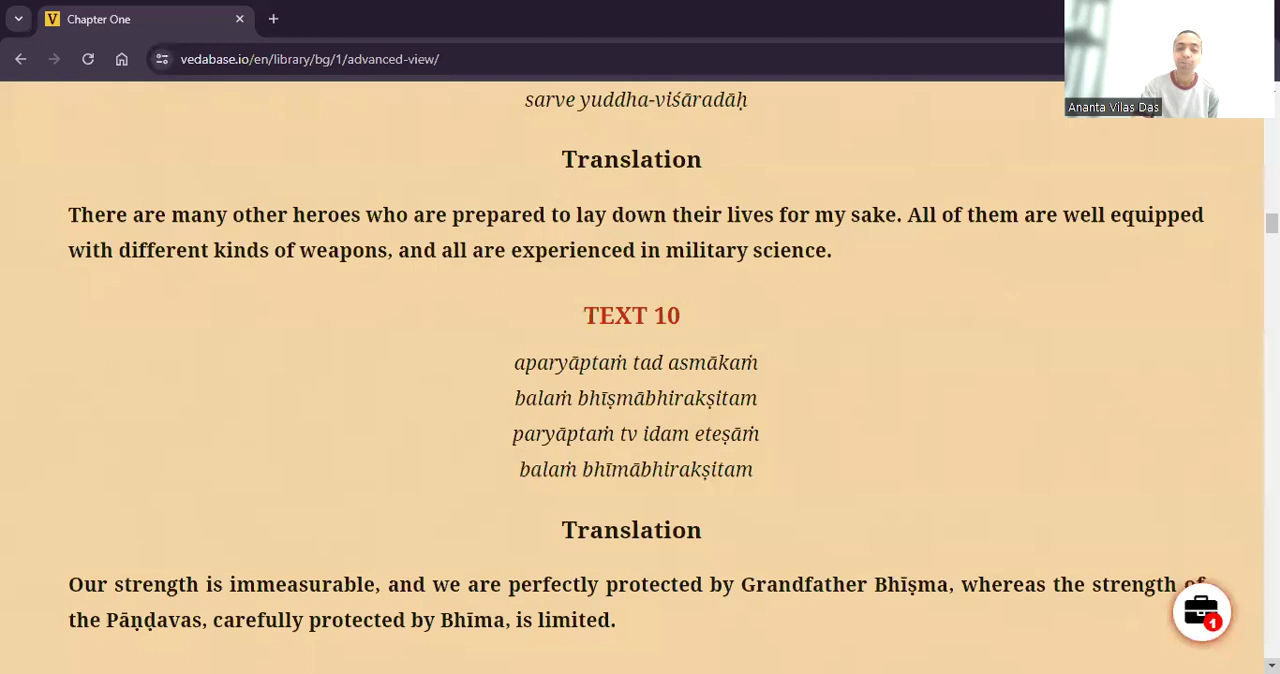 Chapter One
vedabase.io/en/library/bg/1/advanced-view/
Ananta Vilas Das
sarve yuddha-viśāradāḥ
Translation
There are many other heroes who are prepared to lay down their lives for my sake. All of them are well equipped
with different kinds of weapons, and all are experienced in military science.
TEXT 10
aparyāptaṁ tad asmākaṁ
balaṁ bhīṣmābhirakṣitam
paryāptaṁ tv idam eteṣāṁ
balaṁ bhīmābhirakṣitam
Translation
Our strength is immeasurable, and we are perfectly protected by Grandfather Bhīṣma, whereas the strength of
the Pāṇḍavas, carefully protected by Bhīma, is limited.
1